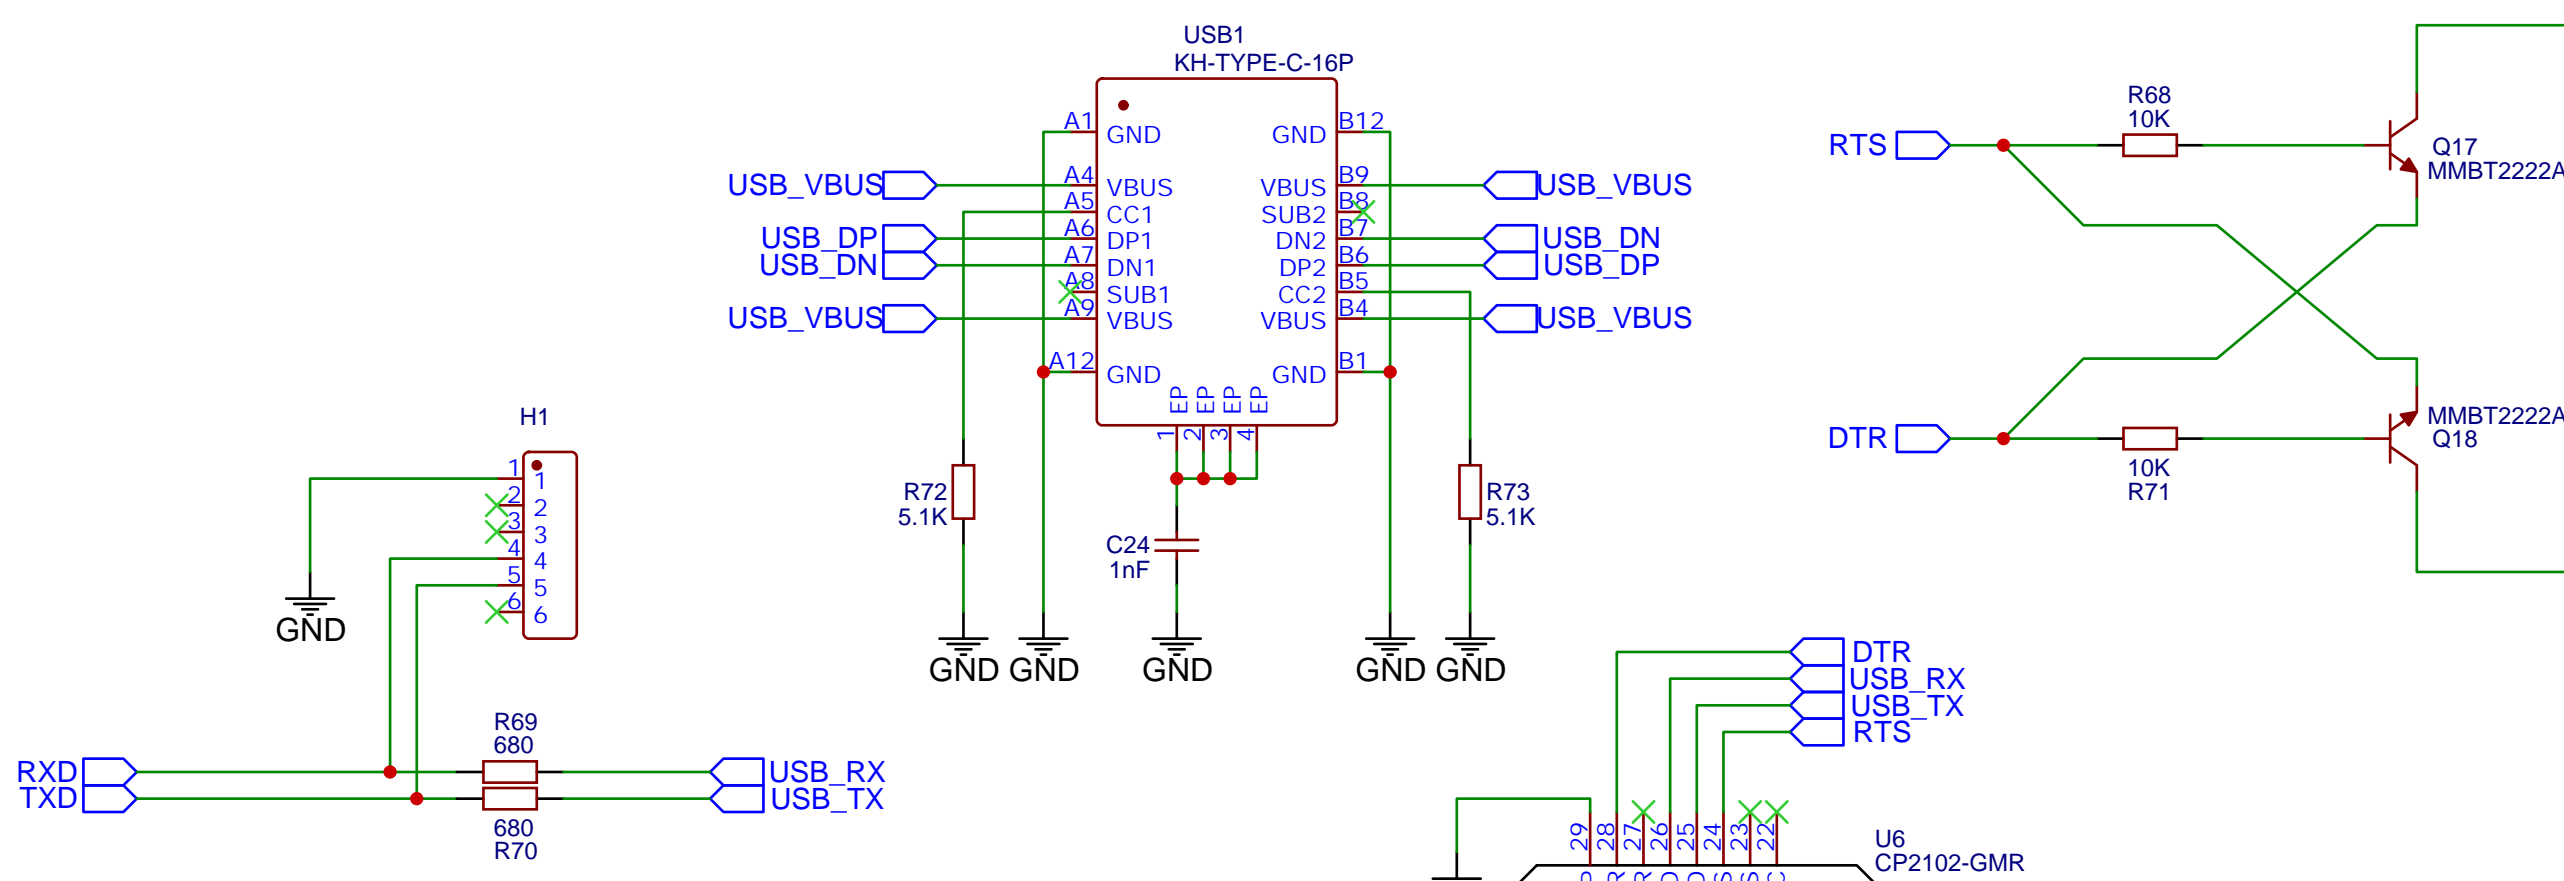 USB1
KH-TYPE-C-16P
A1
GND
GND
B12
USB_VBUS
A4
VBUS
VBUS
B9
USB_VBUS
A5
CC1
SUB2
B8
USB_DP
A6
DP1
DN2
B7
USB_DN
USB_DN
A7
DN1
DP2
B6
USB_DP
A8
SUB1
CC2
B5
USB_VBUS
A9
VBUS
VBUS
B4
USB_VBUS
A12
GND
GND
B1
EP EP EP EP
1 2 3 4
R72
5.1K
C24
1nF
R73
5.1K
GND
GND
GND
GND
GND
R68
10K
RTS
Q17
MMBT2222A
DTR
MMBT2222A
Q18
10K
R71
H1
1 1
2 2
3 3
4 4
5 5
6 6
GND
R69
680
RXD
USB_RX
TXD
USB_TX
680
R70
DTR
USB_RX
USB_TX
RTS
29 28 27 26 25 24 23 22
U6
CP2102-GMR